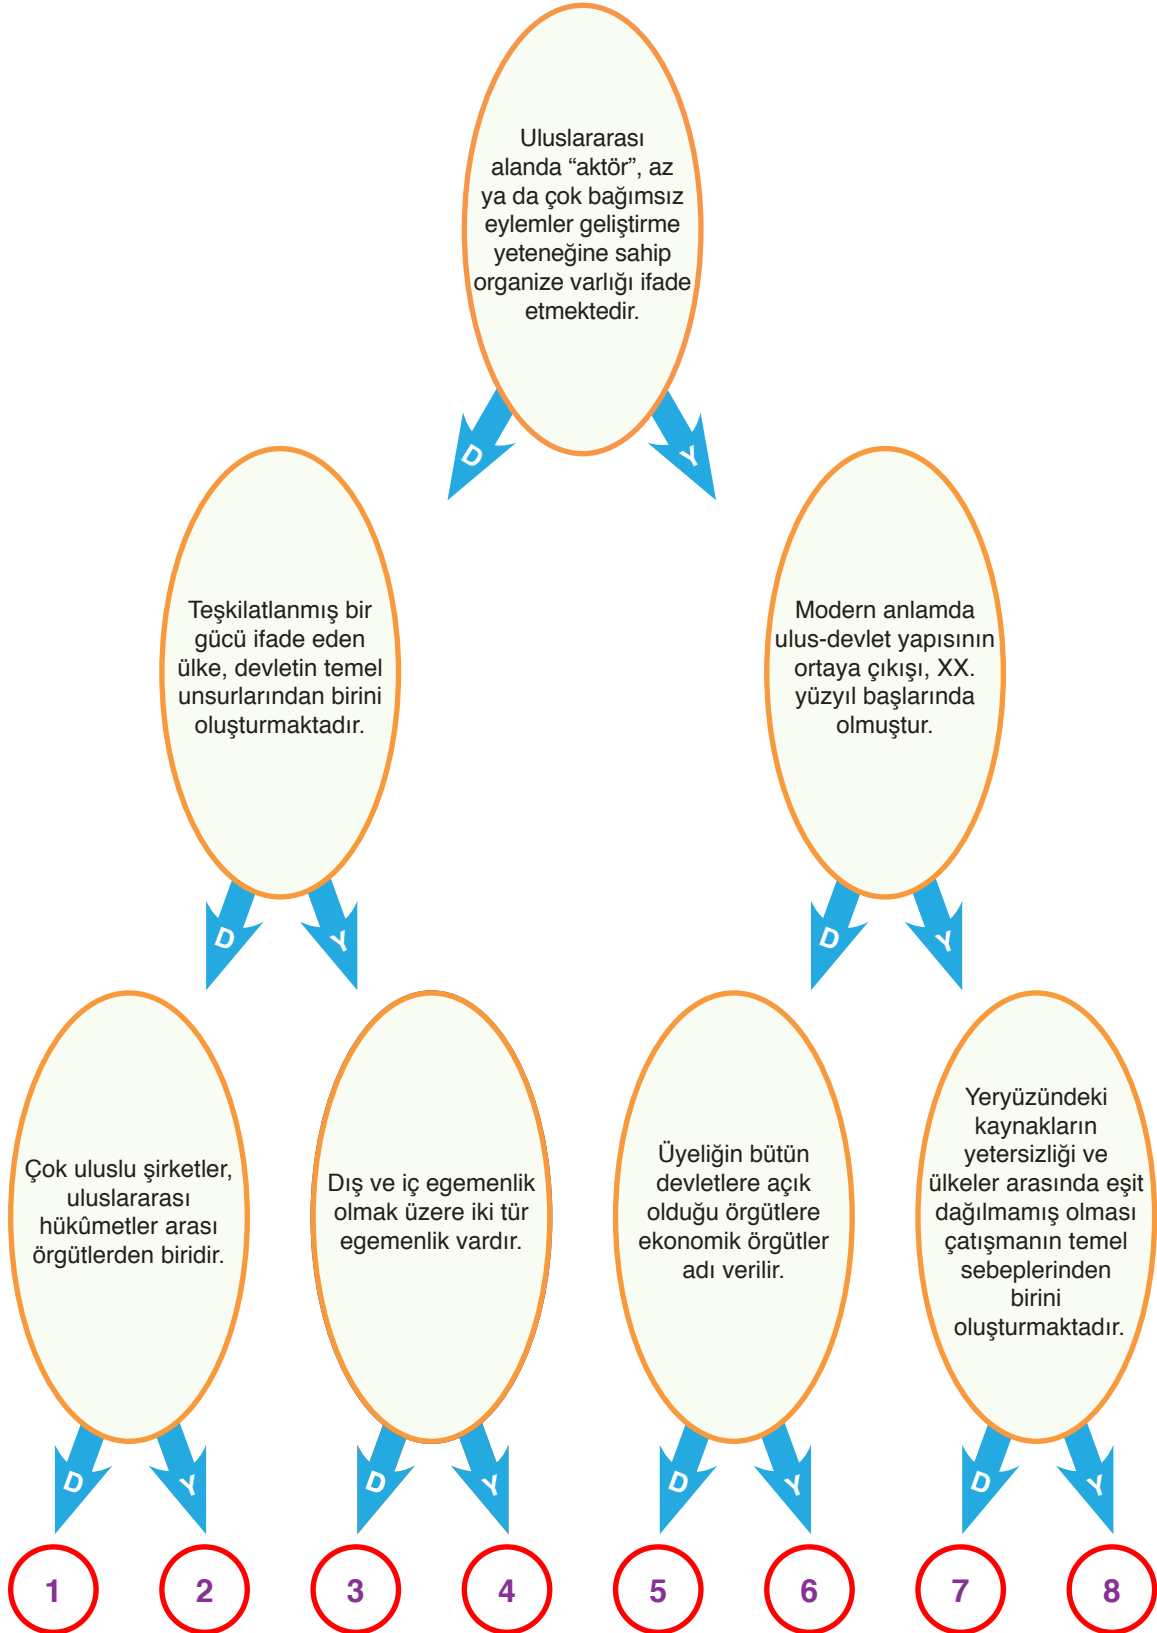 Uluslararası
alanda “aktör”, az
ya da çok bağımsız
eylemler geliştirme
yeteneğine sahip
organize varlığı ifade
etmektedir.
D
Y
Teşkilatlanmış bir
gücü ifade eden
ülke, devletin temel
unsurlarından birini
oluşturmaktadır.
Modern anlamda
ulus-devlet yapısının
ortaya çıkışı, XX.
yüzyıl başlarında
olmuştur.
D
Y
D
Y
Çok uluslu şirketler,
uluslararası
hükûmetler arası
örgütlerden biridir.
Dış ve iç egemenlik
olmak üzere iki tür
egemenlik vardır.
Üyeliğin bütün
devletlere açık
olduğu örgütlere
ekonomik örgütler
adı verilir.
Yeryüzündeki
kaynakların
yetersizliği ve
ülkeler arasında eşit
dağılmamış olması
çatışmanın temel
sebeplerinden
birini
oluşturmaktadır.
D
Y
D
Y
D
Y
D
Y
1
2
3
4
5
6
7
8